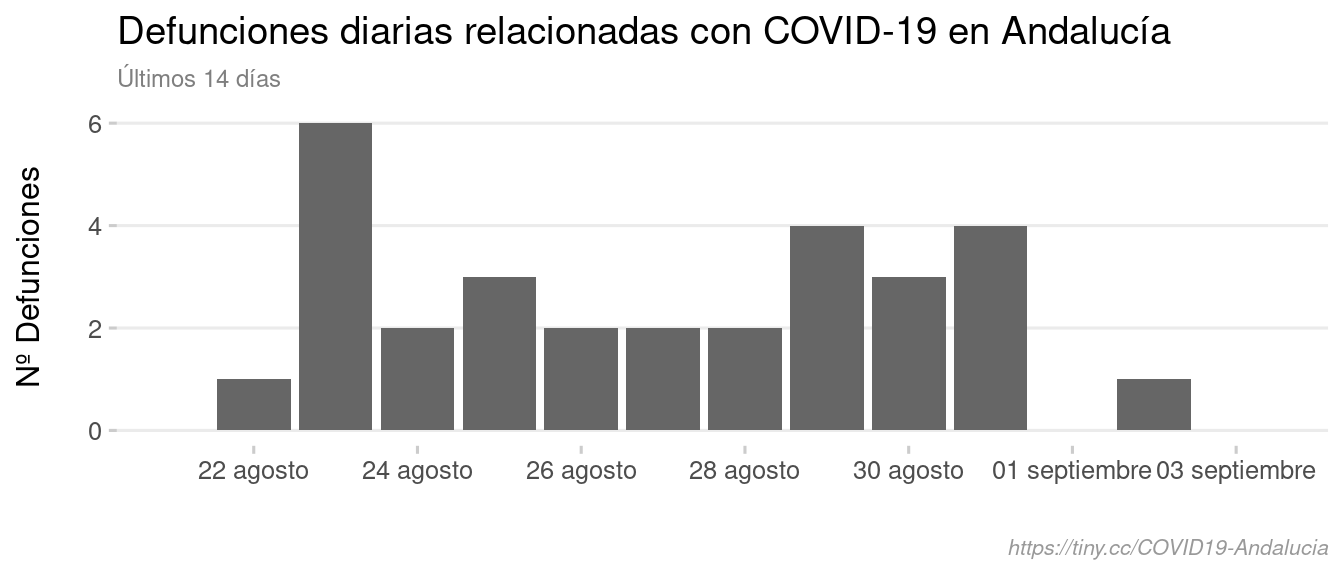 Defunciones diarias relacionadas con COVID-19 en Andalucía
Últimos 14 días
Nº Defunciones
6
4
2
0
22 agosto 24 agosto 26 agosto 28 agosto 30 agosto 01 septiembre 03 septiembre
https://tiny.cc/COVID19-Andalucia